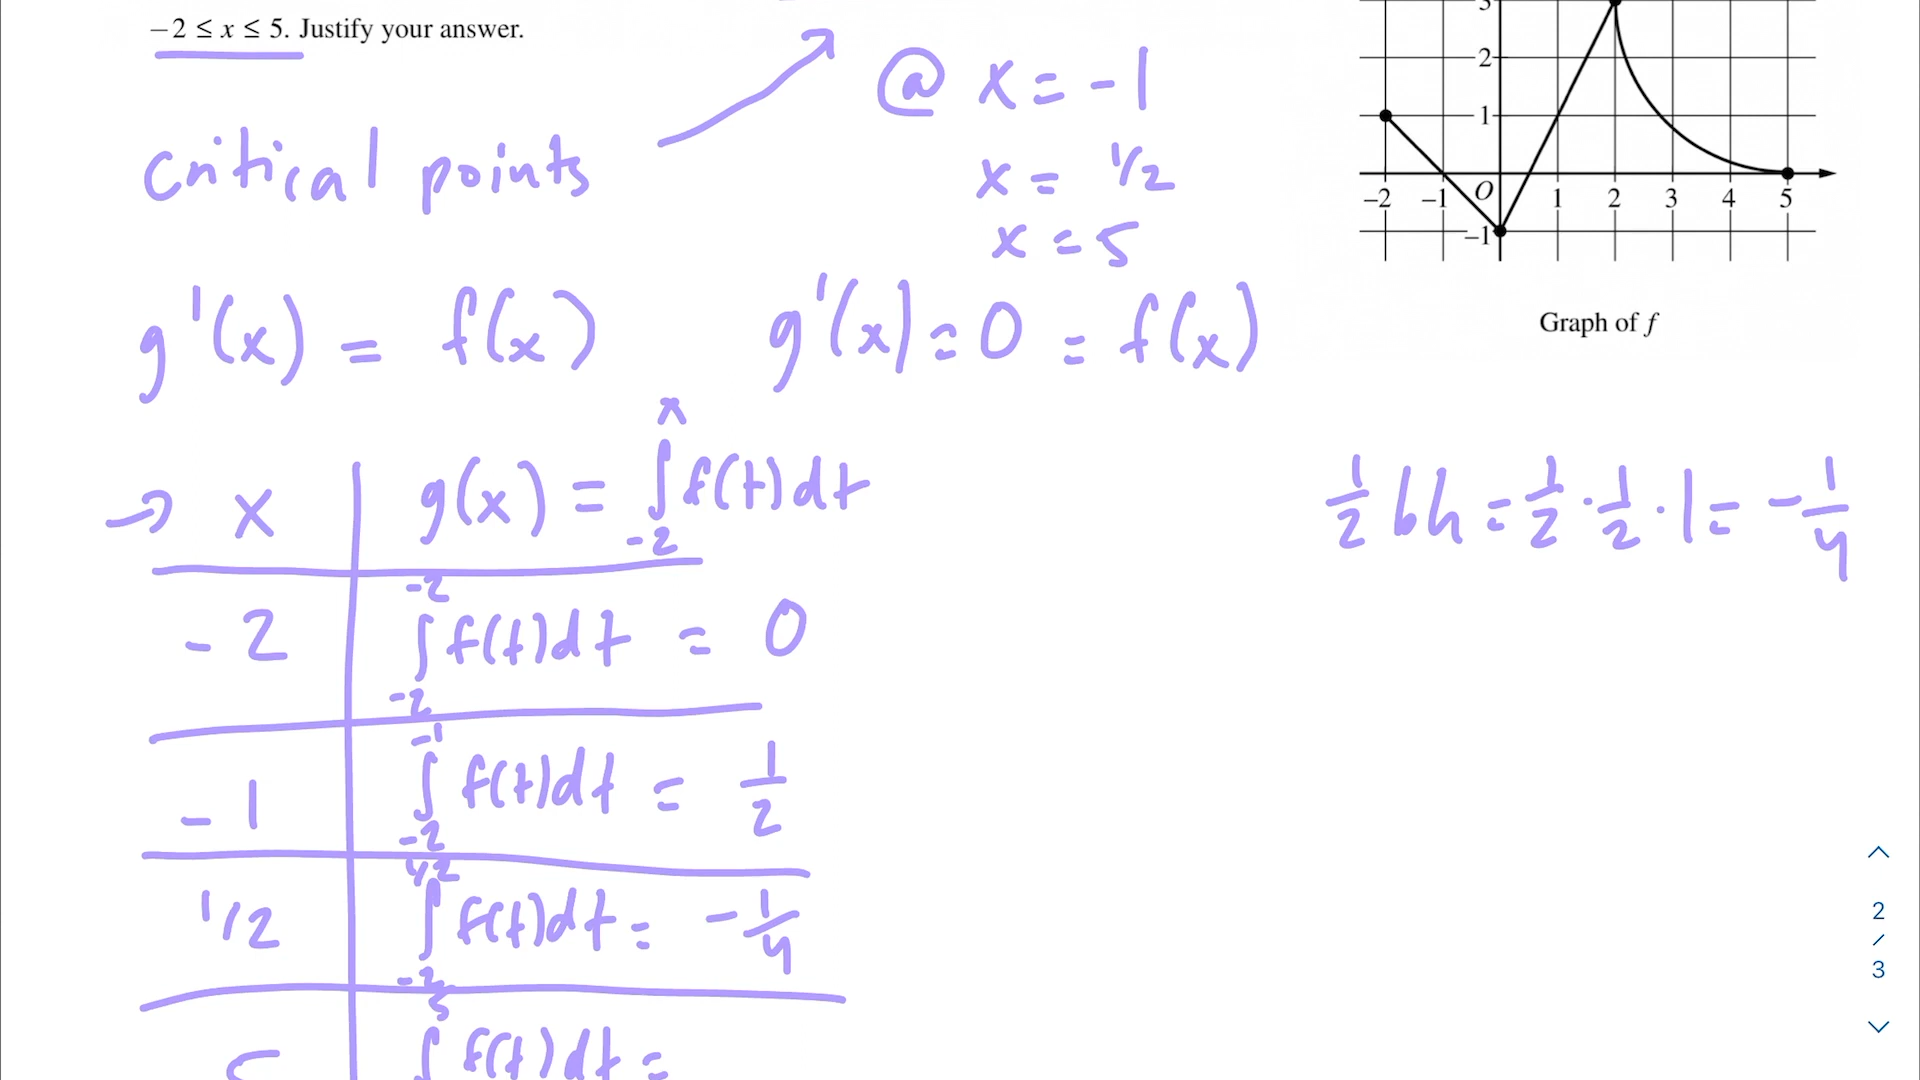 −2 ≤ x ≤ 5. Justify your answer.
@ x = -1
x = 1/2
x = 5
critical points
g'(x) = f(x)
g'(x) = 0 = f(x)
3
2
1
−2 −1 O 1 2 3 4 5
−1
Graph of f
→ x | g(x) = ∫_{-2}^{x} f(t)dt
-2 | ∫_{-2}^{-2} f(t)dt = 0
-1 | ∫_{-2}^{-1} f(t)dt = 1/2
1/2 | ∫_{-2}^{1/2} f(t)dt = -1/4
5 | ∫^{5} f(t)dt =
1/2 bh = 1/2 · 1/2 · 1 = -1/4
2
/
3